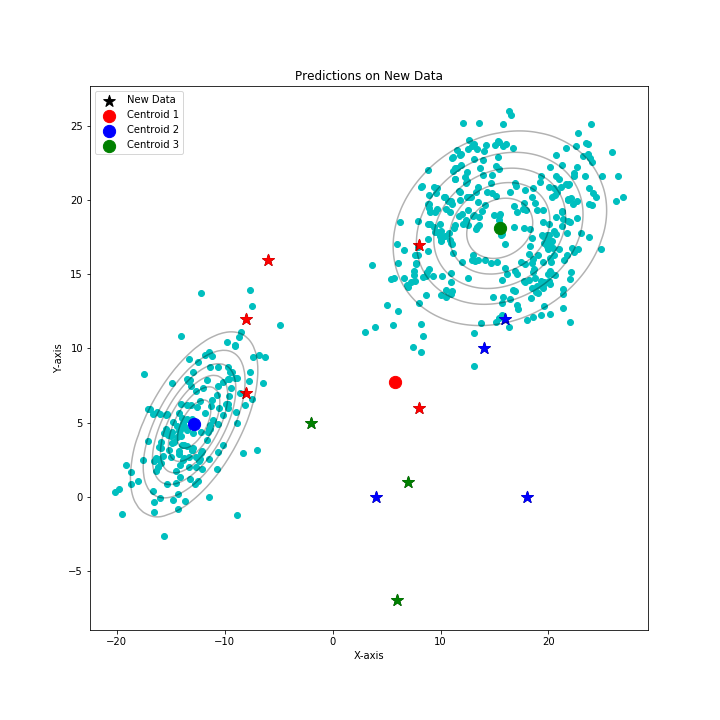 Predictions on New Data
New Data
Centroid 1
Centroid 2
Centroid 3
25
20
15
10
5
0
−5
Y-axis
−20
−10
0
10
20
X-axis